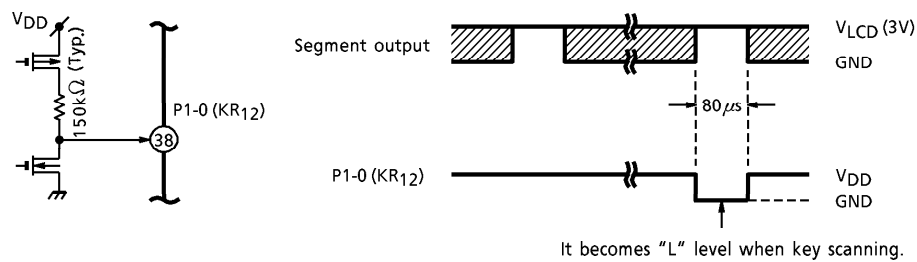 VDD
150kΩ (Typ.)
P1-0 (KR12)
38
Segment output
VLCD (3V)
GND
80μs
P1-0 (KR12)
VDD
GND
It becomes "L" level when key scanning.